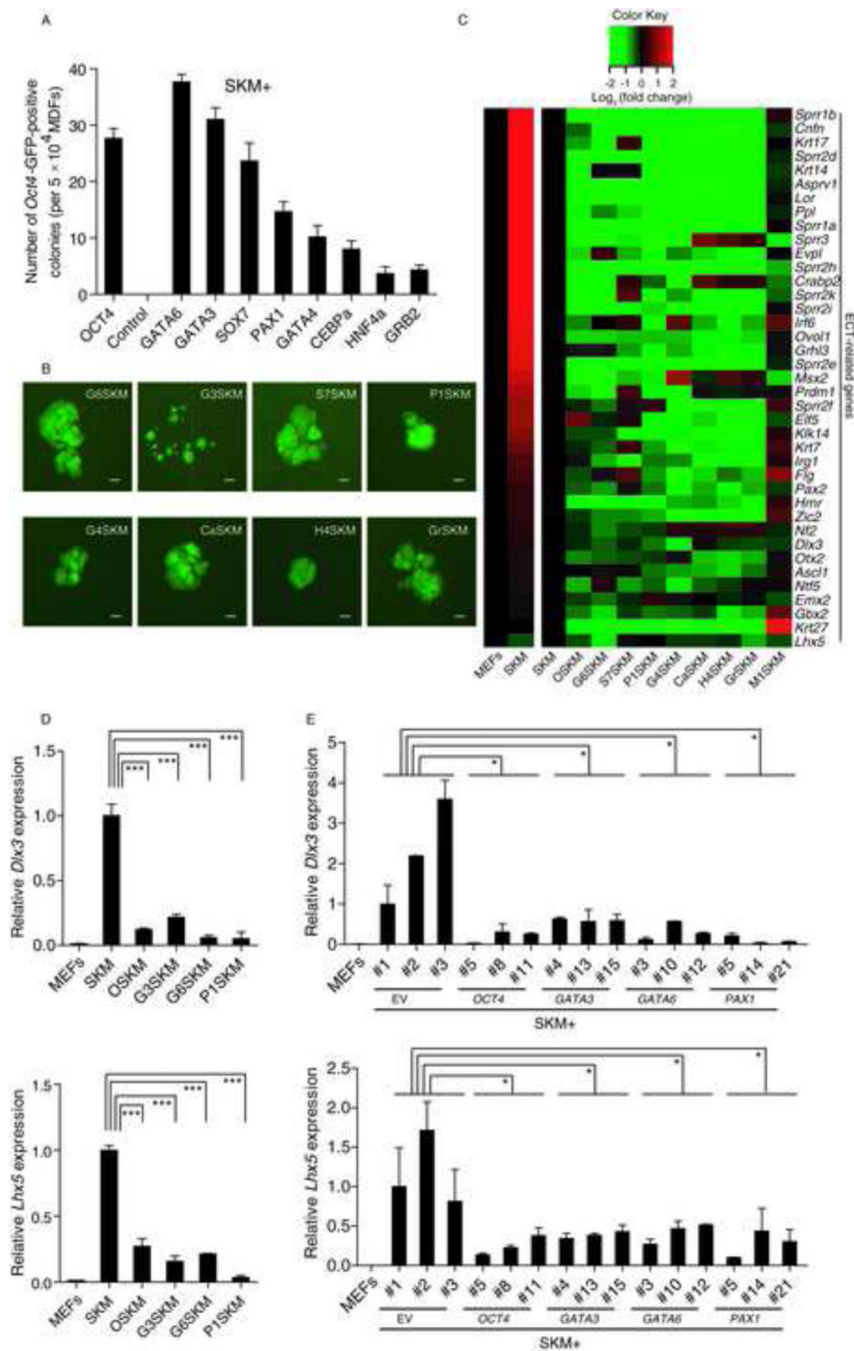 A
Number of Oct4-GFP-positive
colonies (per 5 × 10⁴ MDFs)
40
30
20
10
0
SKM+
OCT4
Control
GATA6
GATA3
SOX7
PAX1
GATA4
CEBPa
HNF4a
GRB2
B
G6SKM
G3SKM
S7SKM
P1SKM
G4SKM
CaSKM
H4SKM
GrSKM
C
Color Key
-2 -1 0 1 2
Log₂ (fold change)
Sprr1b
Cnfn
Krt17
Sprr2d
Krt14
Asprv1
Lor
Ppl
Sprr1a
Sprr3
Evpl
Sprr2h
Crabp2
Sprr2k
Sprr2i
Irf6
Ovol1
Grhl3
Sprr2e
Msx2
Prdm1
Sprr2f
Elf5
Klk14
Krt7
Irg1
Flg
Pax2
Hrnr
Zic2
Nf2
Dlx3
Otx2
Ascl1
Ntf5
Emx2
Gbx2
Krt27
Lhx5
ECT-related genes
MEFs
SKM
SKM
OSKM
G6SKM
S7SKM
P1SKM
G4SKM
CaSKM
H4SKM
GrSKM
M1SKM
D
Relative Dlx3 expression
1.5
1.0
0.5
0.0
***
***
***
***
MEFs
SKM
OSKM
G3SKM
G6SKM
P1SKM
Relative Lhx5 expression
1.5
1.0
0.5
0.0
***
***
***
***
MEFs
SKM
OSKM
G3SKM
G6SKM
P1SKM
E
Relative Dlx3 expression
5
4
3
2
1
0
*
*
*
*
MEFs
#1
#2
#3
#5
#8
#11
#4
#13
#15
#3
#10
#12
#5
#14
#21
EV
OCT4
GATA3
GATA6
PAX1
SKM+
Relative Lhx5 expression
2.5
2.0
1.5
1.0
0.5
0.0
*
*
*
*
MEFs
#1
#2
#3
#5
#8
#11
#4
#13
#15
#3
#10
#12
#5
#14
#21
EV
OCT4
GATA3
GATA6
PAX1
SKM+